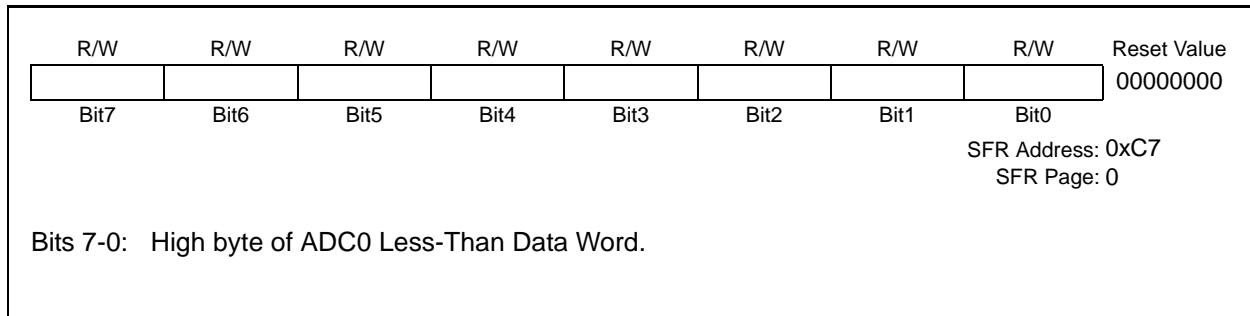 R/W R/W R/W R/W R/W R/W R/W R/W Reset Value
00000000
Bit7 Bit6 Bit5 Bit4 Bit3 Bit2 Bit1 Bit0
SFR Address: 0xC7
SFR Page: 0
Bits 7-0: High byte of ADC0 Less-Than Data Word.